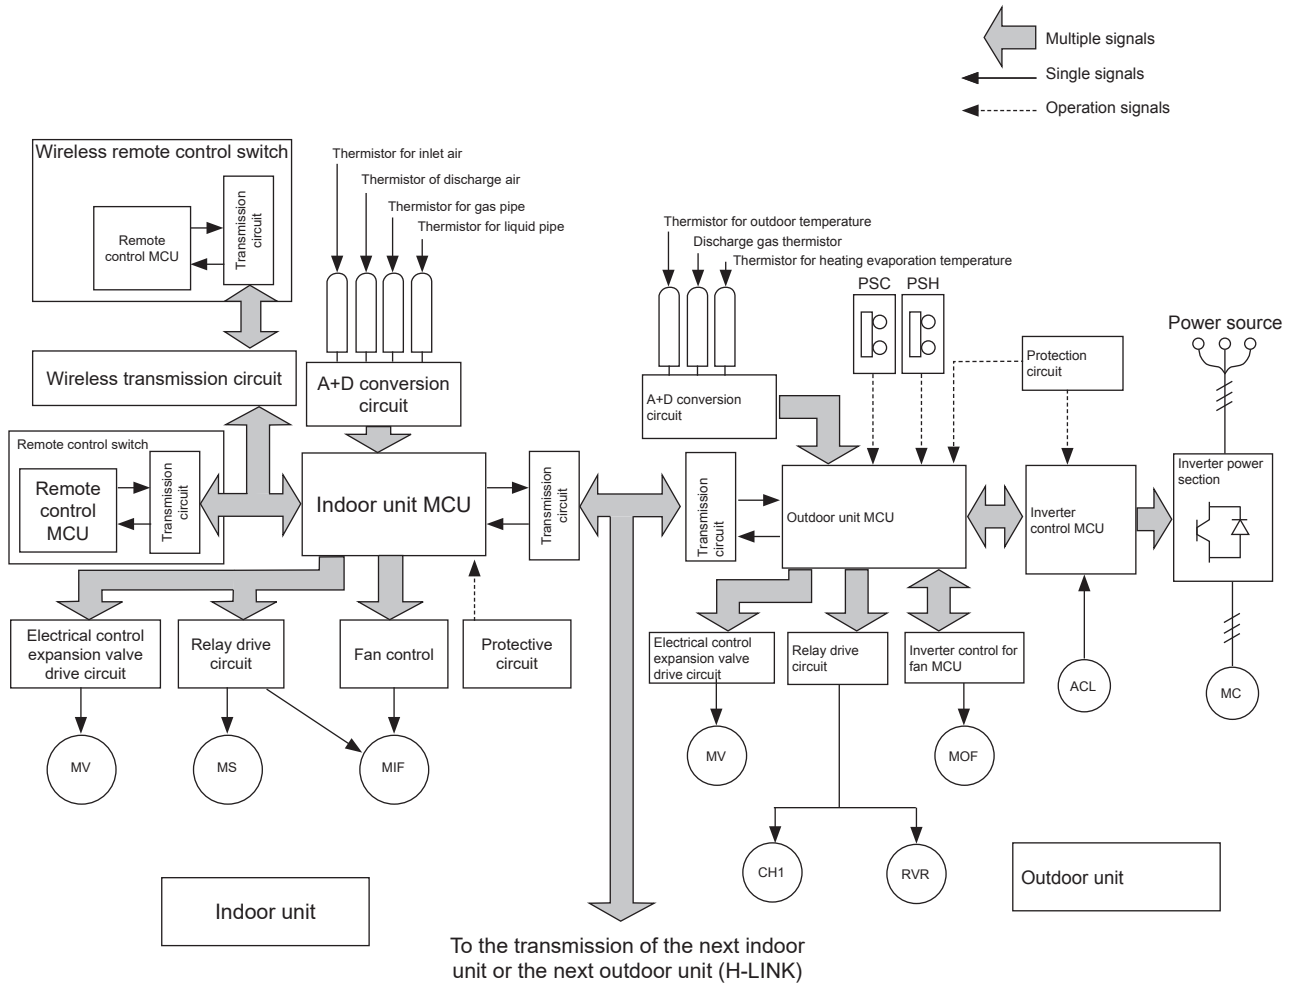 Multiple signals
Single signals
Operation signals
Wireless remote control switch
Remote
control MCU
Transmission
circuit
Thermistor for inlet air
Thermistor of discharge air
Thermistor for gas pipe
Thermistor for liquid pipe
Thermistor for outdoor temperature
Discharge gas thermistor
Thermistor for heating evaporation temperature
PSC
PSH
Power source
Protection
circuit
Wireless transmission circuit
A+D conversion
circuit
A+D conversion
circuit
Remote control switch
Remote
control
MCU
Transmission
circuit
Indoor unit MCU
Transmission
circuit
Transmission
circuit
Outdoor unit MCU
Inverter
control MCU
Inverter power
section
Electrical control
expansion valve
drive circuit
Relay drive
circuit
Fan control
Protective
circuit
Electrical control
expansion valve
drive circuit
Relay drive
circuit
Inverter control for
fan MCU
ACL
MC
MV
MS
MIF
MV
MOF
CH1
RVR
Indoor unit
Outdoor unit
To the transmission of the next indoor
unit or the next outdoor unit (H-LINK)